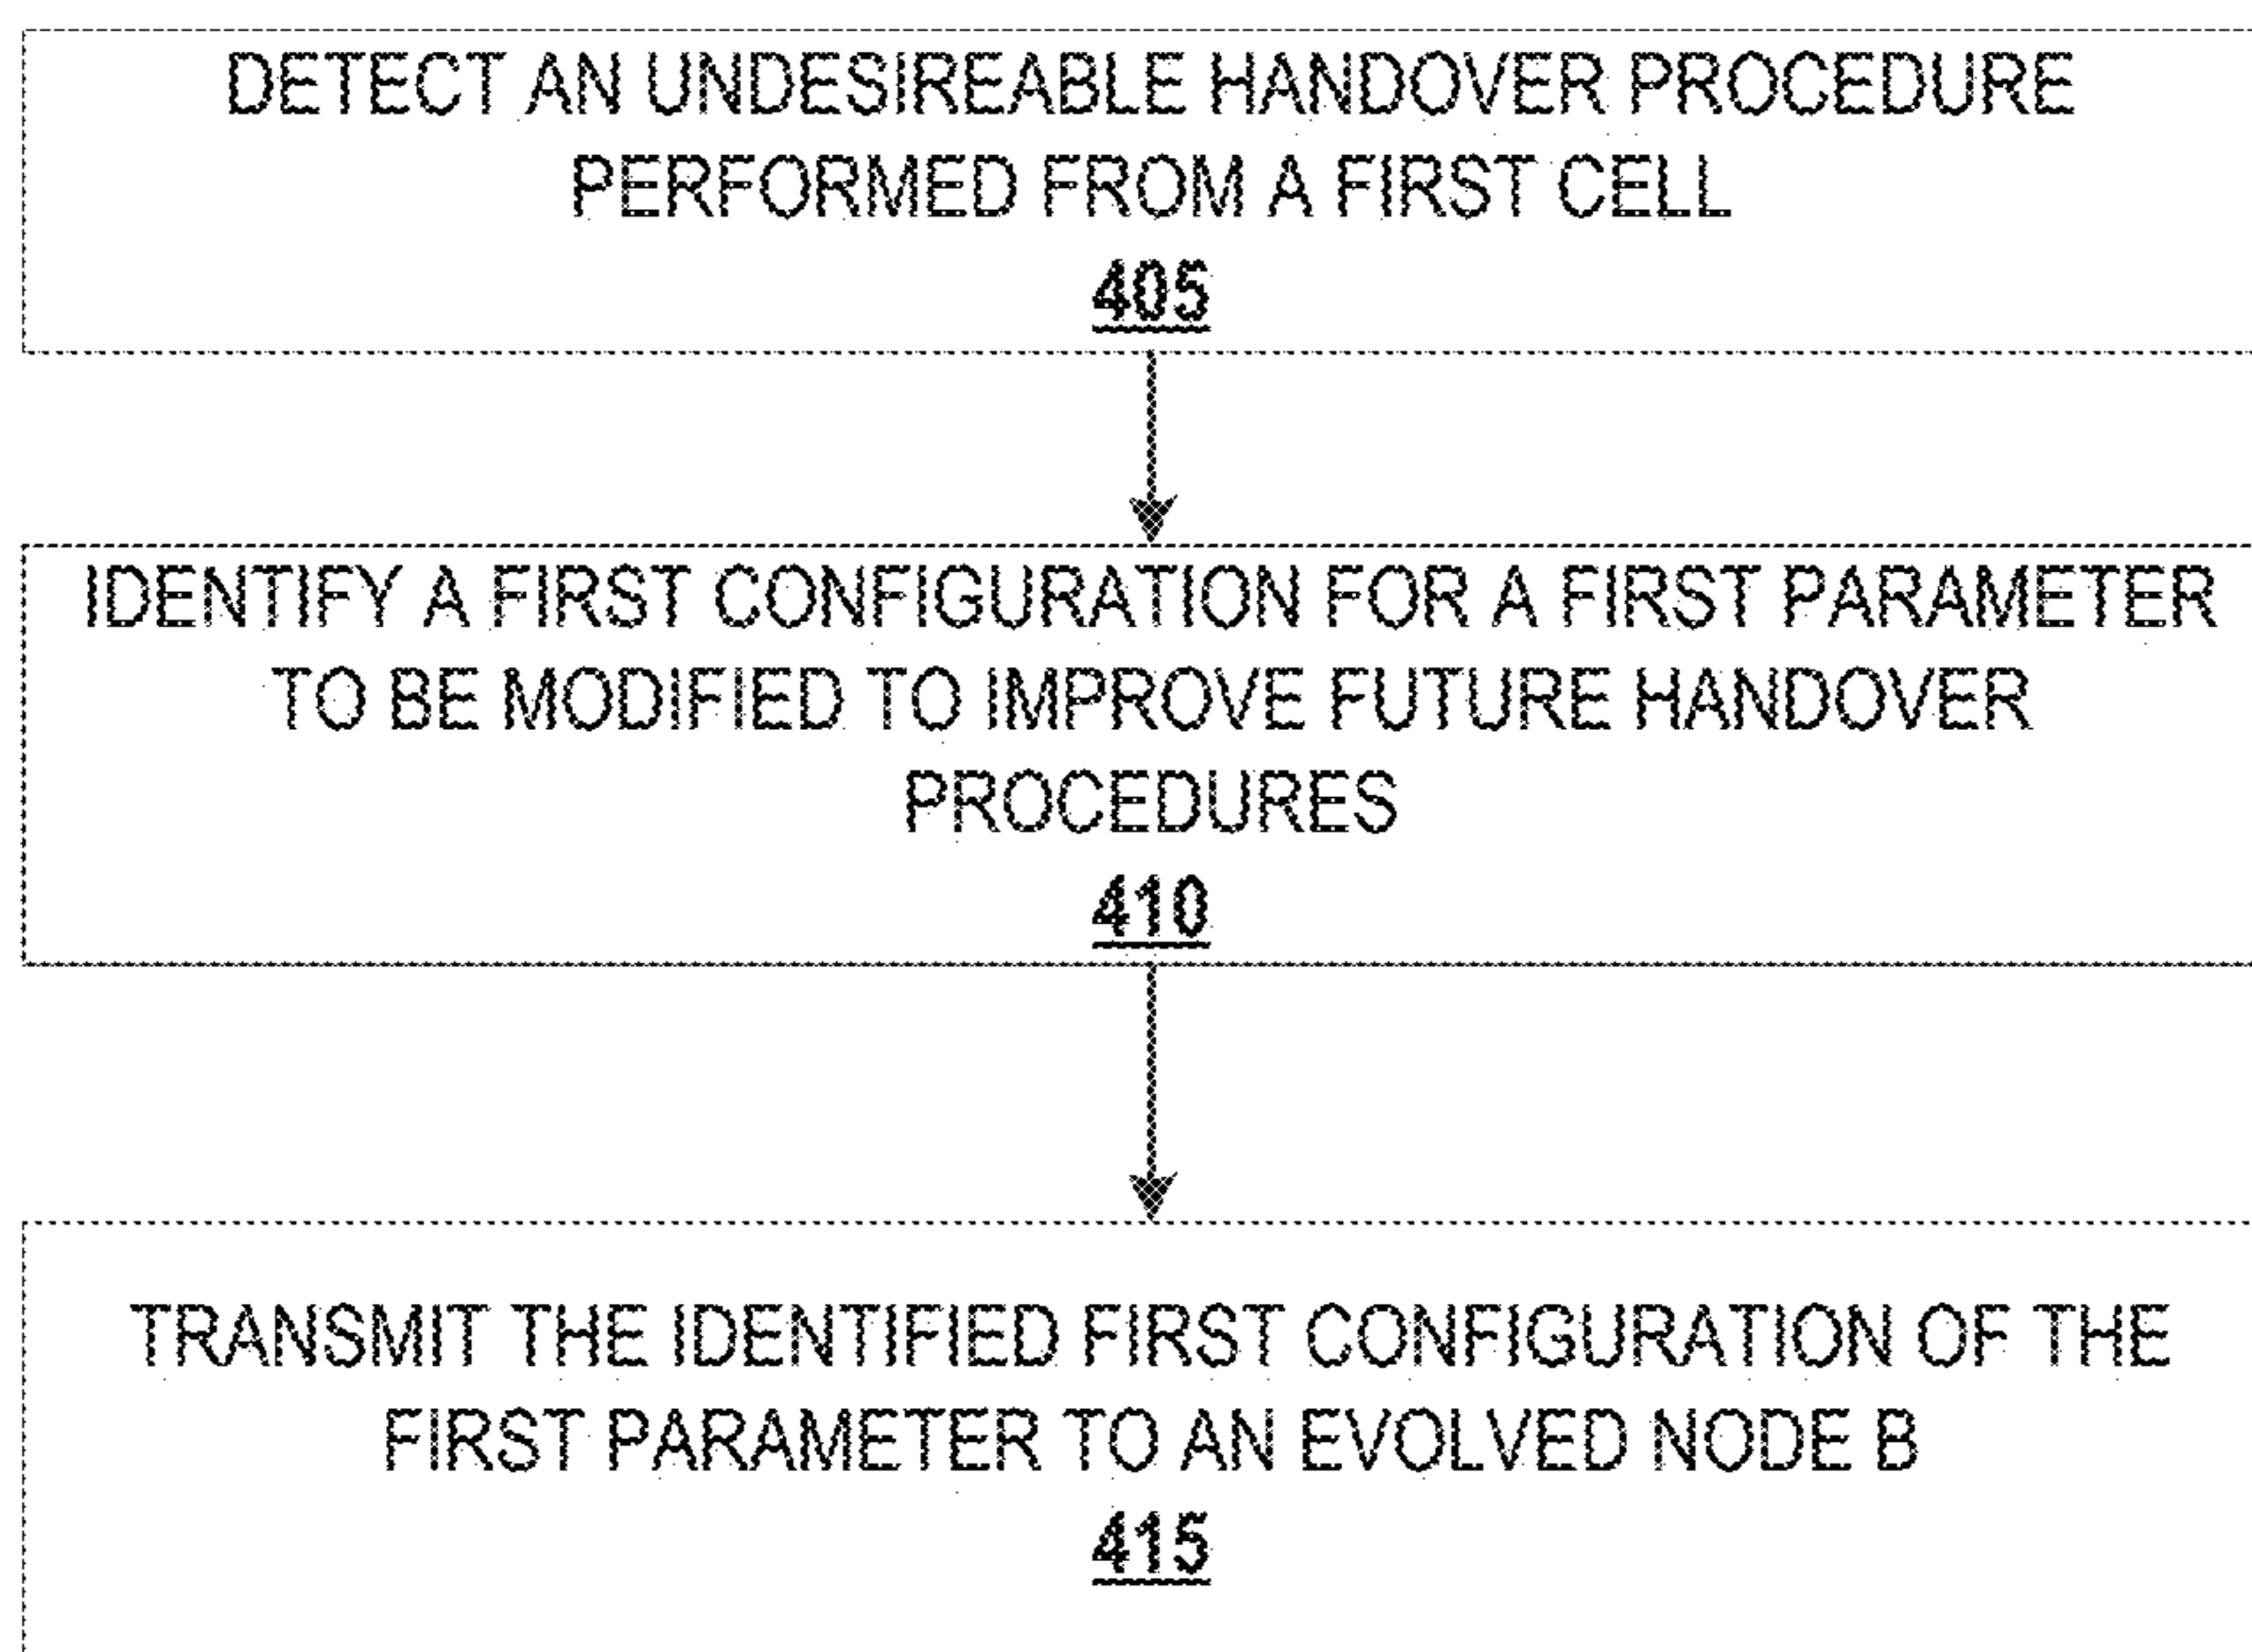 DETECT AN UNDESIREABLE HANDOVER PROCEDURE
PERFORMED FROM A FIRST CELL
405
IDENTIFY A FIRST CONFIGURATION FOR A FIRST PARAMETER
TO BE MODIFIED TO IMPROVE FUTURE HANDOVER
PROCEDURES
410
TRANSMIT THE IDENTIFIED FIRST CONFIGURATION OF THE
FIRST PARAMETER TO AN EVOLVED NODE B
415